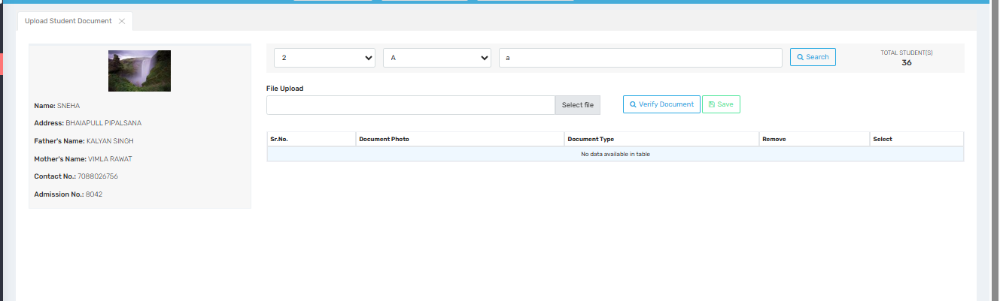 Upload Student Document
2 A a Search TOTAL STUDENT(S)
36
File Upload
Select file Verify Document Save
Name: SNEHA
Address: BHAIAPULL PIPALSANA
Father's Name: KALYAN SINGH
Mother's Name: VIMLA RAWAT
Contact No.: 7088026756
Admission No.: 8042
Sr.No. Document Photo Document Type Remove Select
No data available in table